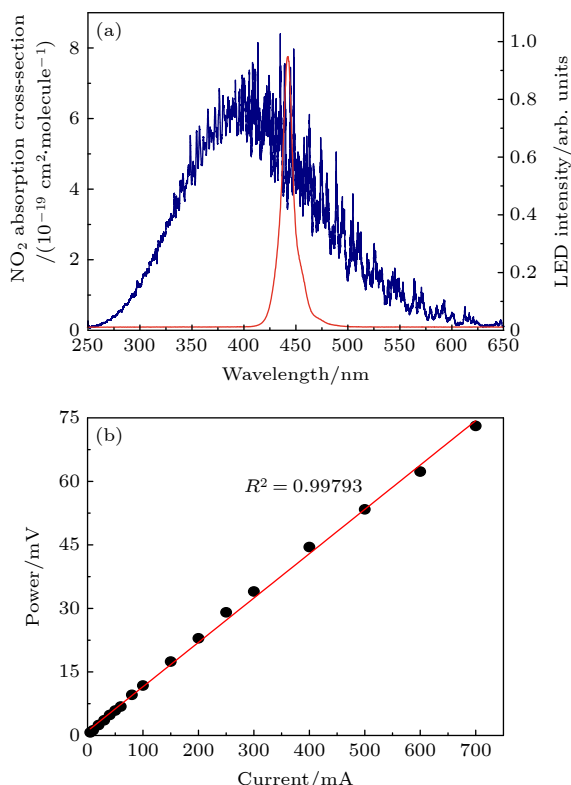 (a)
NO₂ absorption cross-section
/(10⁻¹⁹ cm²·molecule⁻¹)
8
6
4
2
0
1.0
0.8
0.6
0.4
0.2
0
LED intensity/arb. units
250 300 350 400 450 500 550 600 650
Wavelength/nm
(b)
R² = 0.99793
Power/mV
75
60
45
30
15
0
0 100 200 300 400 500 600 700
Current/mA